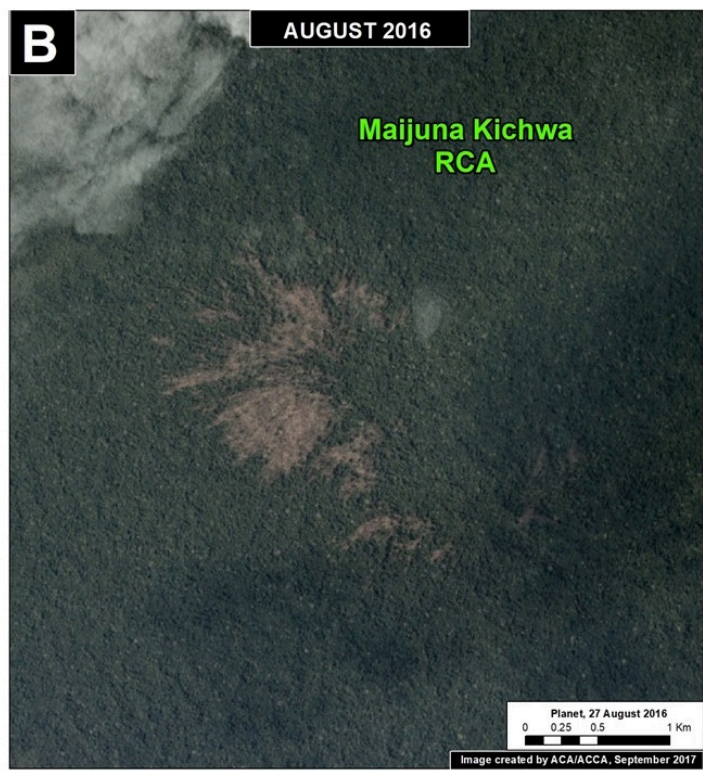 B
AUGUST 2016
Maijuna Kichwa
RCA
Planet, 27 August 2016
0 0.25 0.5 1 Km
Image created by ACA/ACCA, September 2017